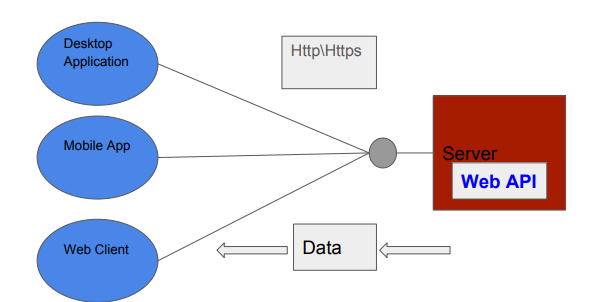 Desktop
Application
Http\Https
Mobile App
Server
Web API
Web Client
Data